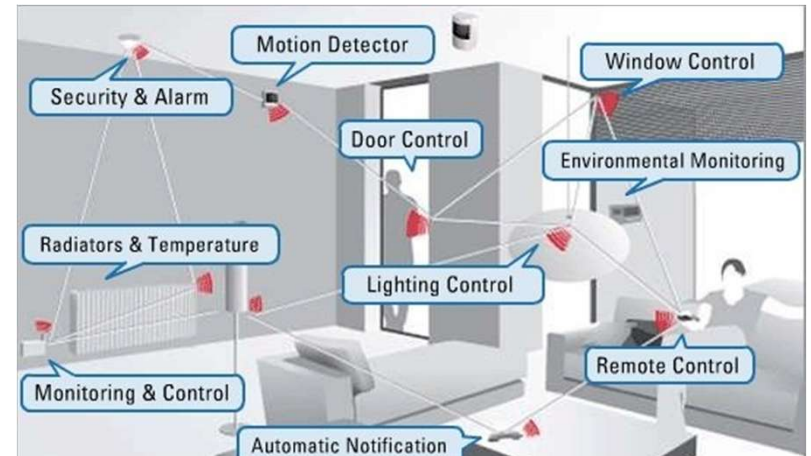 Motion Detector
Window Control
Security & Alarm
Door Control
Environmental Monitoring
Radiators & Temperature
Lighting Control
Remote Control
Monitoring & Control
Automatic Notification